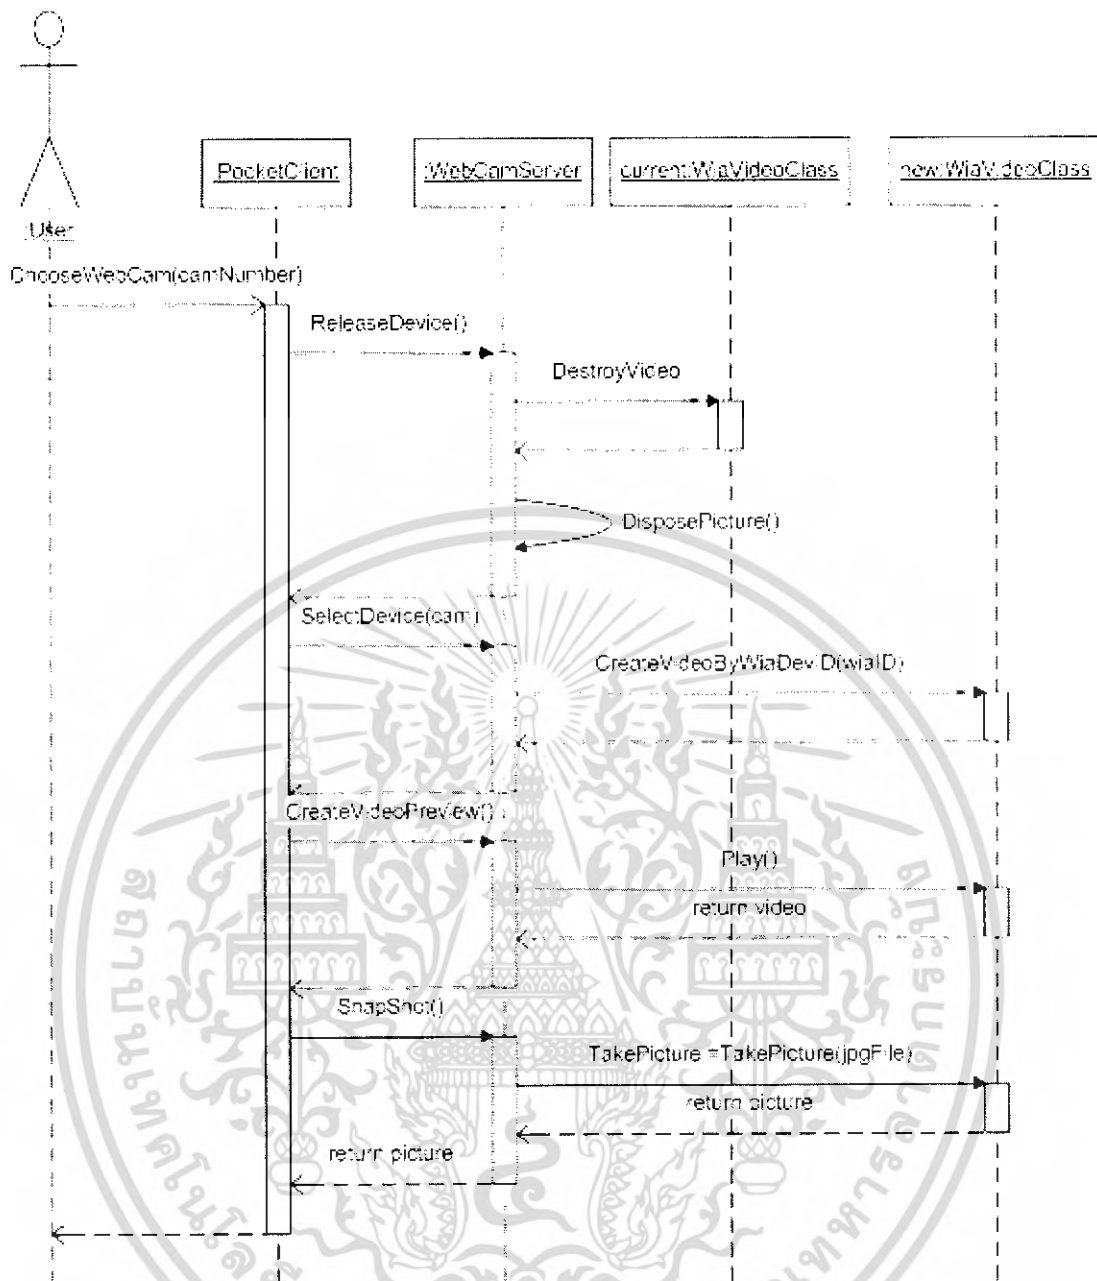 :User
PocketClient
:WebCamServer
current:WiaVideoClass
new:WiaVideoClass
ChooseWebCam(camNumber)
ReleaseDevice()
DestroyVideo
DisposePicture()
SelectDevice(cam)
CreateVideoByWiaDevID(wiaID)
CreateVideoPreview()
Play()
return video
SnapShot()
TakePicture =TakePicture(jpgFile)
return picture
return picture